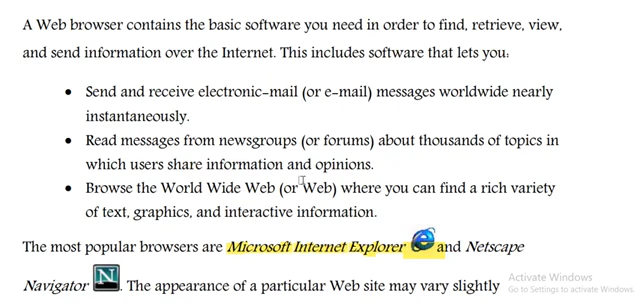 A Web browser contains the basic software you need in order to find, retrieve, view,
and send information over the Internet. This includes software that lets you:
• Send and receive electronic-mail (or e-mail) messages worldwide nearly
instantaneously.
• Read messages from newsgroups (or forums) about thousands of topics in
which users share information and opinions.
• Browse the World Wide Web (or Web) where you can find a rich variety
of text, graphics, and interactive information.
The most popular browsers are Microsoft Internet Explorer and Netscape
Navigator N. The appearance of a particular Web site may vary slightly
Activate Windows
Go to Settings to activate Windows.